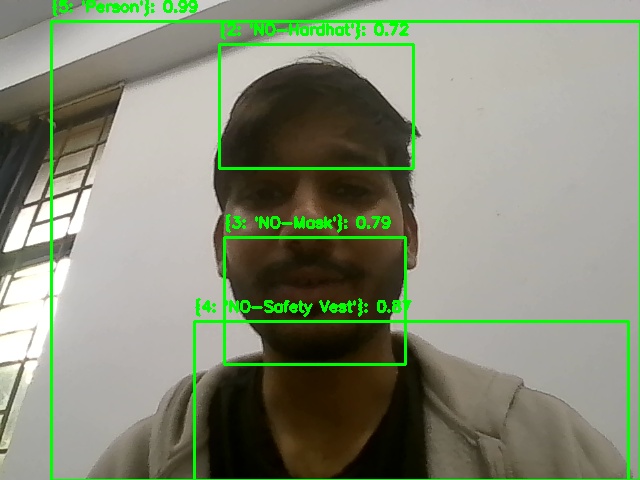 {5: 'Person'}: 0.99
{2: 'NO-Hardhat'}: 0.72
{3: 'NO-Mask'}: 0.79
{4: 'NO-Safety Vest'}: 0.87